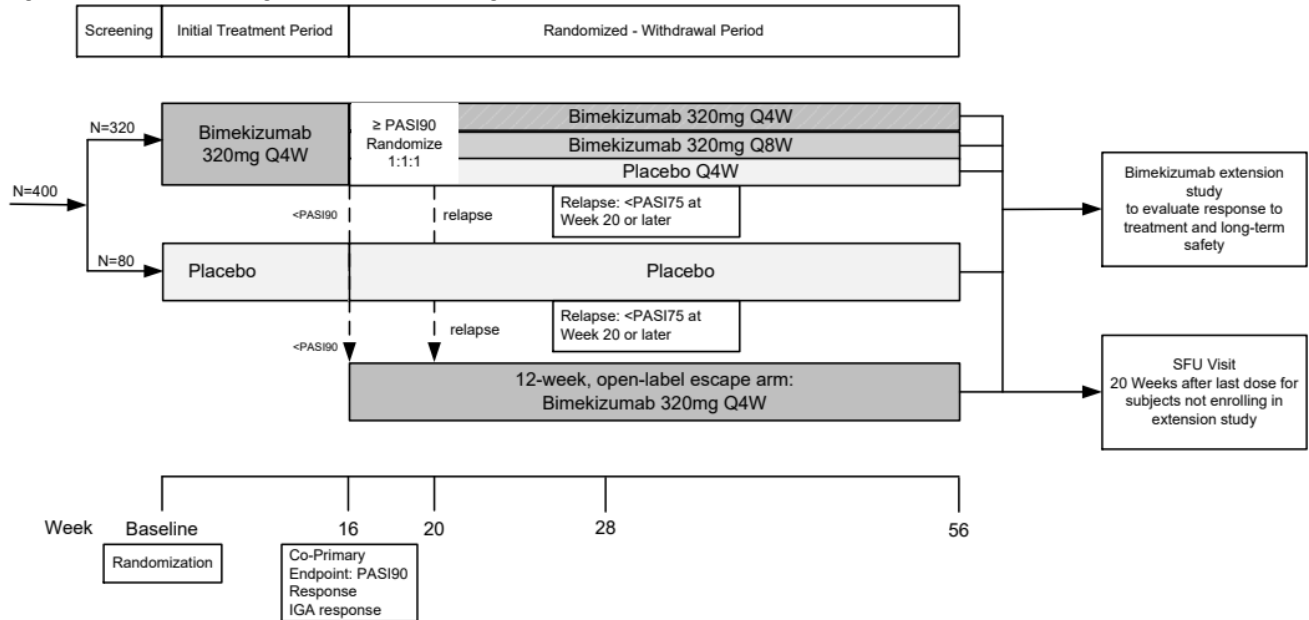 Screening
Initial Treatment Period
Randomized - Withdrawal Period
N=400
N=320
N=80
Bimekizumab
320mg Q4W
≥ PASI90
Randomize
1:1:1
Bimekizumab 320mg Q4W
Bimekizumab 320mg Q8W
Placebo Q4W
<PASI90
relapse
Relapse: <PASI75 at
Week 20 or later
Placebo
Placebo
<PASI90
relapse
Relapse: <PASI75 at
Week 20 or later
12-week, open-label escape arm:
Bimekizumab 320mg Q4W
Bimekizumab extension
study
to evaluate response to
treatment and long-term
safety
SFU Visit
20 Weeks after last dose for
subjects not enrolling in
extension study
Week
Baseline
16
20
28
56
Randomization
Co-Primary
Endpoint: PASI90
Response
IGA response